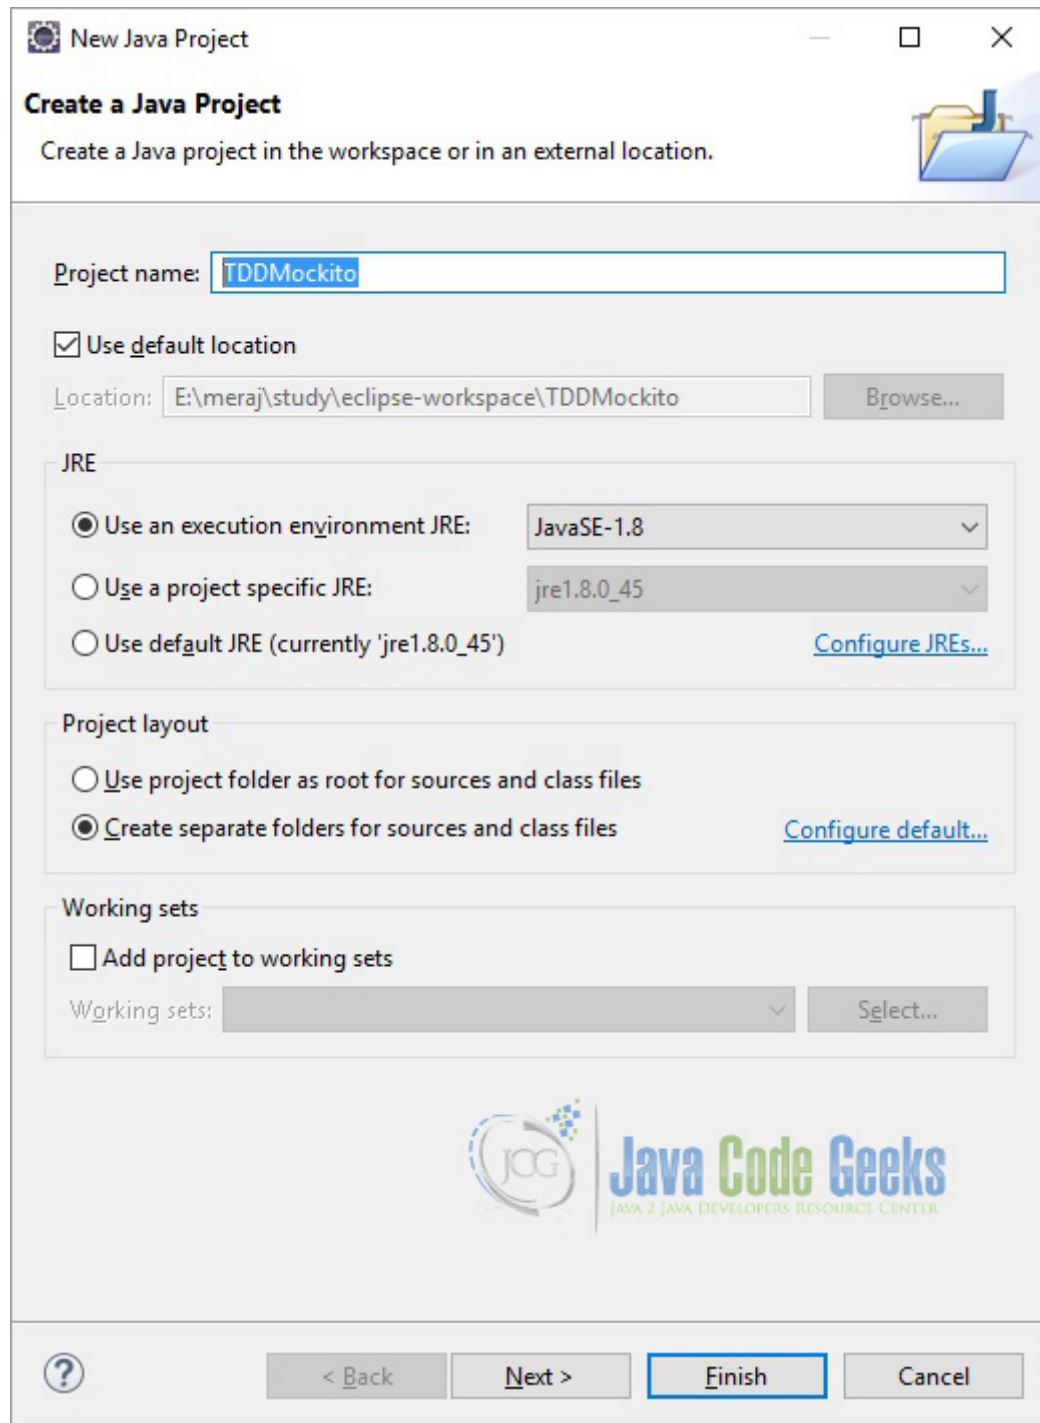 New Java Project
Create a Java Project
Create a Java project in the workspace or in an external location.
Project name: TDDMockito
Use default location
Location: E:\meraj\study\eclipse-workspace\TDDMockito Browse...
JRE
Use an execution environment JRE: JavaSE-1.8
Use a project specific JRE: jre1.8.0_45
Use default JRE (currently 'jre1.8.0_45') Configure JREs...
Project layout
Use project folder as root for sources and class files
Create separate folders for sources and class files Configure default...
Working sets
Add project to working sets
Working sets: Select...
JCG Java Code Geeks
JAVA 2 JAVA DEVELOPERS RESOURCE CENTER
? < Back Next > Finish Cancel